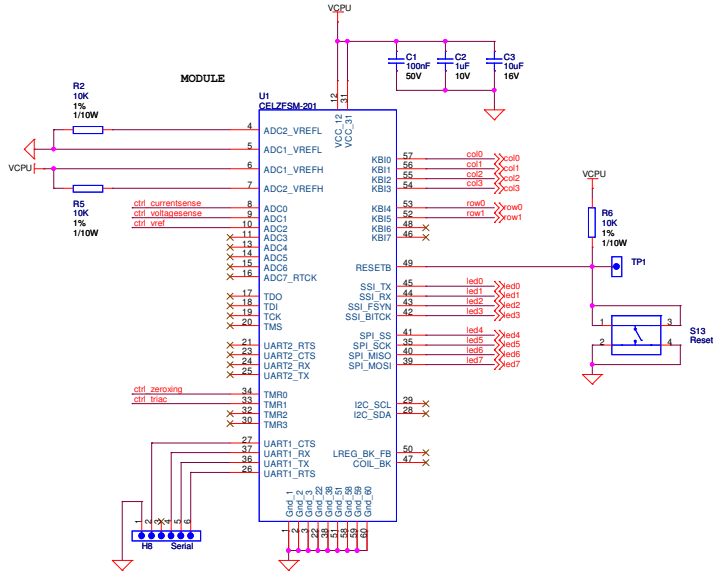 VCPU
MODULE
C1
100nF
50V
C2
1uF
10V
C3
10uF
16V
R2
10K
1%
1/10W
U1
CELZFSM-201
12
31
VCC_12
VCC_31
4 ADC2_VREFL
5 ADC1_VREFL
VCPU
6 ADC1_VREFH
7 ADC2_VREFH
R5
10K
1%
1/10W
ctrl_currentsense 8 ADC0
ctrl_voltagesense 9 ADC1
ctrl_vref 10 ADC2
11 ADC3
13 ADC4
14 ADC5
15 ADC6
16 ADC7_RTCK
17 TDO
18 TDI
19 TCK
20 TMS
21 UART2_RTS
23 UART2_CTS
24 UART2_RX
25 UART2_TX
ctrl_zeroxing 34 TMR0
ctrl_triac 33 TMR1
32 TMR2
30 TMR3
27 UART1_CTS
37 UART1_RX
36 UART1_TX
26 UART1_RTS
KBI0 57 col0 col0
KBI1 56 col1 col1
KBI2 55 col2 col2
KBI3 54 col3 col3
KBI4 53 row0 row0
KBI5 52 row1 row1
KBI6 48
KBI7 46
RESETB 49
SSI_TX 45 led0 led0
SSI_RX 44 led1 led1
SSI_FSYN 43 led2 led2
SSI_BITCK 42 led3 led3
SPI_SS 41 led4 led4
SPI_SCK 35 led5 led5
SPI_MISO 40 led6 led6
SPI_MOSI 39 led7 led7
I2C_SCL 29
I2C_SDA 28
LREG_BK_FB 50
COIL_BK 47
VCPU
R6
10K
1%
1/10W
TP1
1 3
2 4
S13
Reset
Gnd_1
Gnd_2
Gnd_3
Gnd_22
Gnd_38
Gnd_51
Gnd_58
Gnd_59
Gnd_60
1
2
3
22
38
51
58
59
60
1
2
3
4
5
6
H8 Serial